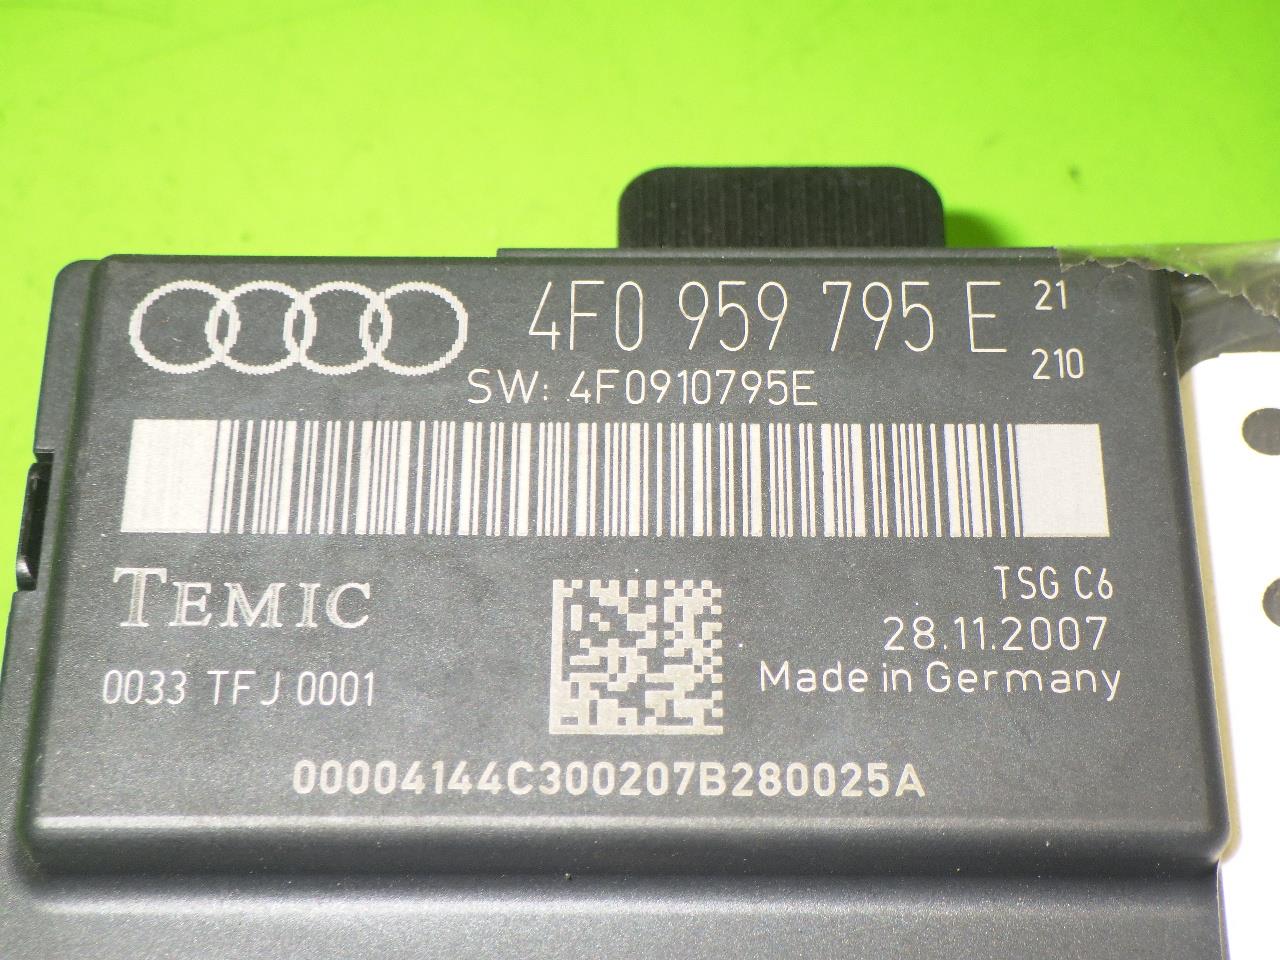 4F0 959 795 E 21
210
SW: 4F0910795E
TEMIC
TSG C6
28.11.2007
Made in Germany
0033 TFJ 0001
00004144C300207B280025A